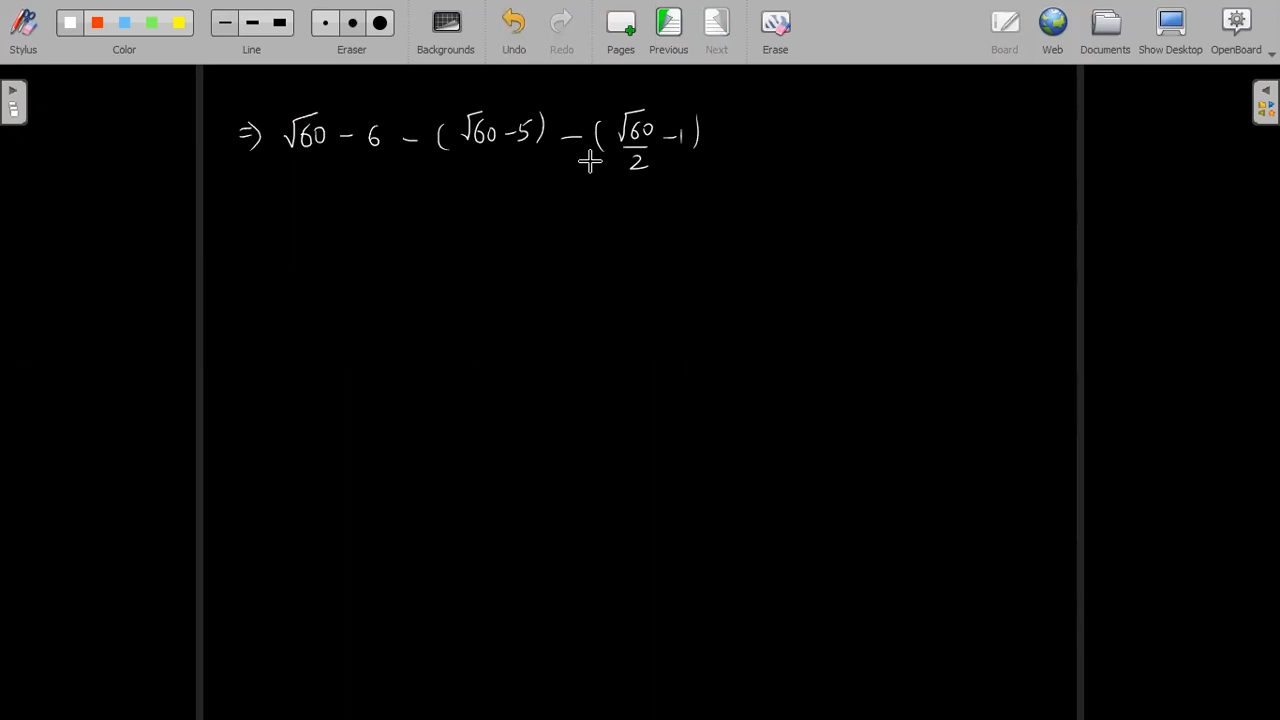 Stylus Color Line Eraser Backgrounds Undo Redo Pages Previous Next Erase Board Web Documents Show Desktop OpenBoard
⇒ √60 - 6 - (√60 - 5) - (√60/2 - 1)